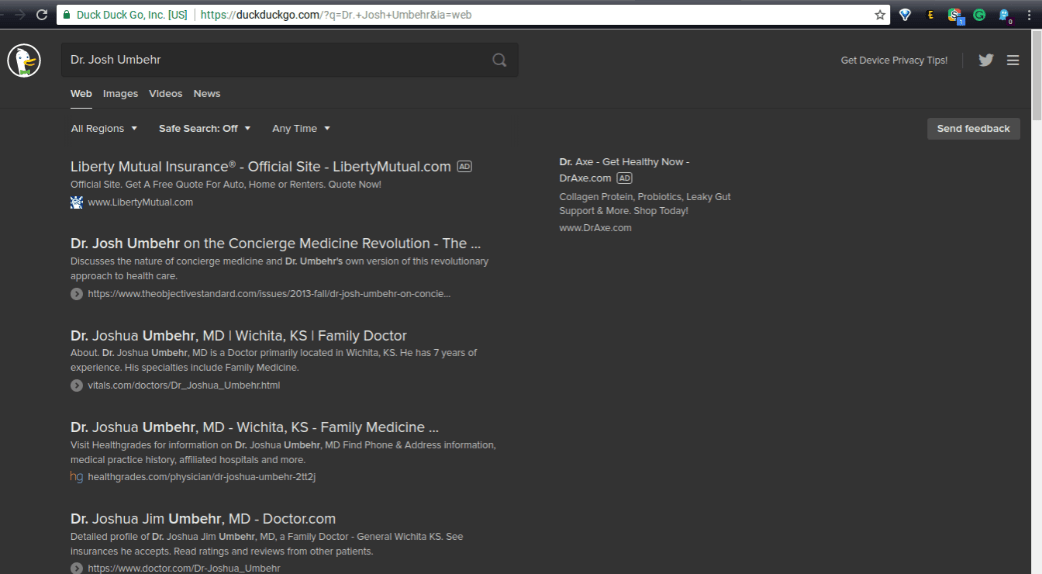 Duck Duck Go, Inc. [US] | https://duckduckgo.com/?q=Dr.+Josh+Umbehr&ia=web
Dr. Josh Umbehr
Get Device Privacy Tips!
Web Images Videos News
All Regions Safe Search: Off Any Time
Send feedback
Liberty Mutual Insurance® - Official Site - LibertyMutual.com AD
Official Site. Get A Free Quote For Auto, Home or Renters. Quote Now!
www.LibertyMutual.com
Dr. Josh Umbehr on the Concierge Medicine Revolution - The ...
Discusses the nature of concierge medicine and Dr. Umbehr's own version of this revolutionary
approach to health care.
https://www.theobjectivestandard.com/issues/2013-fall/dr-josh-umbehr-on-concie...
Dr. Joshua Umbehr, MD | Wichita, KS | Family Doctor
About. Dr. Joshua Umbehr, MD is a Doctor primarily located in Wichita, KS. He has 7 years of
experience. His specialties include Family Medicine.
vitals.com/doctors/Dr_Joshua_Umbehr.html
Dr. Joshua Umbehr, MD - Wichita, KS - Family Medicine ...
Visit Healthgrades for information on Dr. Joshua Umbehr, MD Find Phone & Address information,
medical practice history, affiliated hospitals and more.
hg healthgrades.com/physician/dr-joshua-umbehr-2tt2j
Dr. Joshua Jim Umbehr, MD - Doctor.com
Detailed profile of Dr. Joshua Jim Umbehr, MD, a Family Doctor - General Wichita KS. See
insurances he accepts. Read ratings and reviews from other patients.
https://www.doctor.com/Dr-Joshua_Umbehr
Dr. Axe - Get Healthy Now -
DrAxe.com AD
Collagen Protein, Probiotics, Leaky Gut
Support & More. Shop Today!
www.DrAxe.com